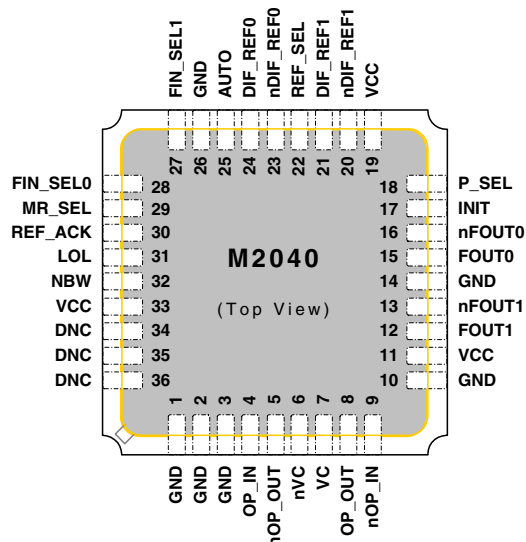 FIN_SEL1
GND
AUTO
DIF_REF0
nDIF_REF0
REF_SEL
DIF_REF1
nDIF_REF1
VCC
27
26
25
24
23
22
21
20
19
FIN_SEL0 28
MR_SEL 29
REF_ACK 30
LOL 31
NBW 32
VCC 33
DNC 34
DNC 35
DNC 36
M2040
(Top View)
18 P_SEL
17 INIT
16 nFOUT0
15 FOUT0
14 GND
13 nFOUT1
12 FOUT1
11 VCC
10 GND
1
2
3
4
5
6
7
8
9
GND
GND
GND
OP_IN
nOP_OUT
nVC
VC
OP_OUT
nOP_IN